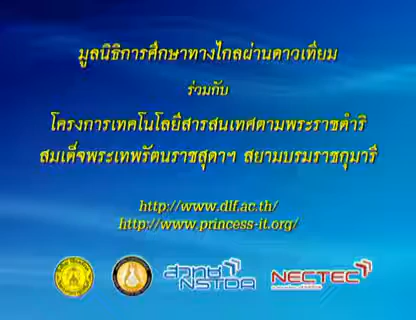 มูลนิธิการศึกษาทางไกลผ่านดาวเทียม
ร่วมกับ
โครงการเทคโนโลยีสารสนเทศตามพระราชดำริ
สมเด็จพระเทพรัตนราชสุดาฯ สยามบรมราชกุมารี
http://www.dlf.ac.th/
http://www.princess-it.org/
สวทช
NSTDA
NECTEC